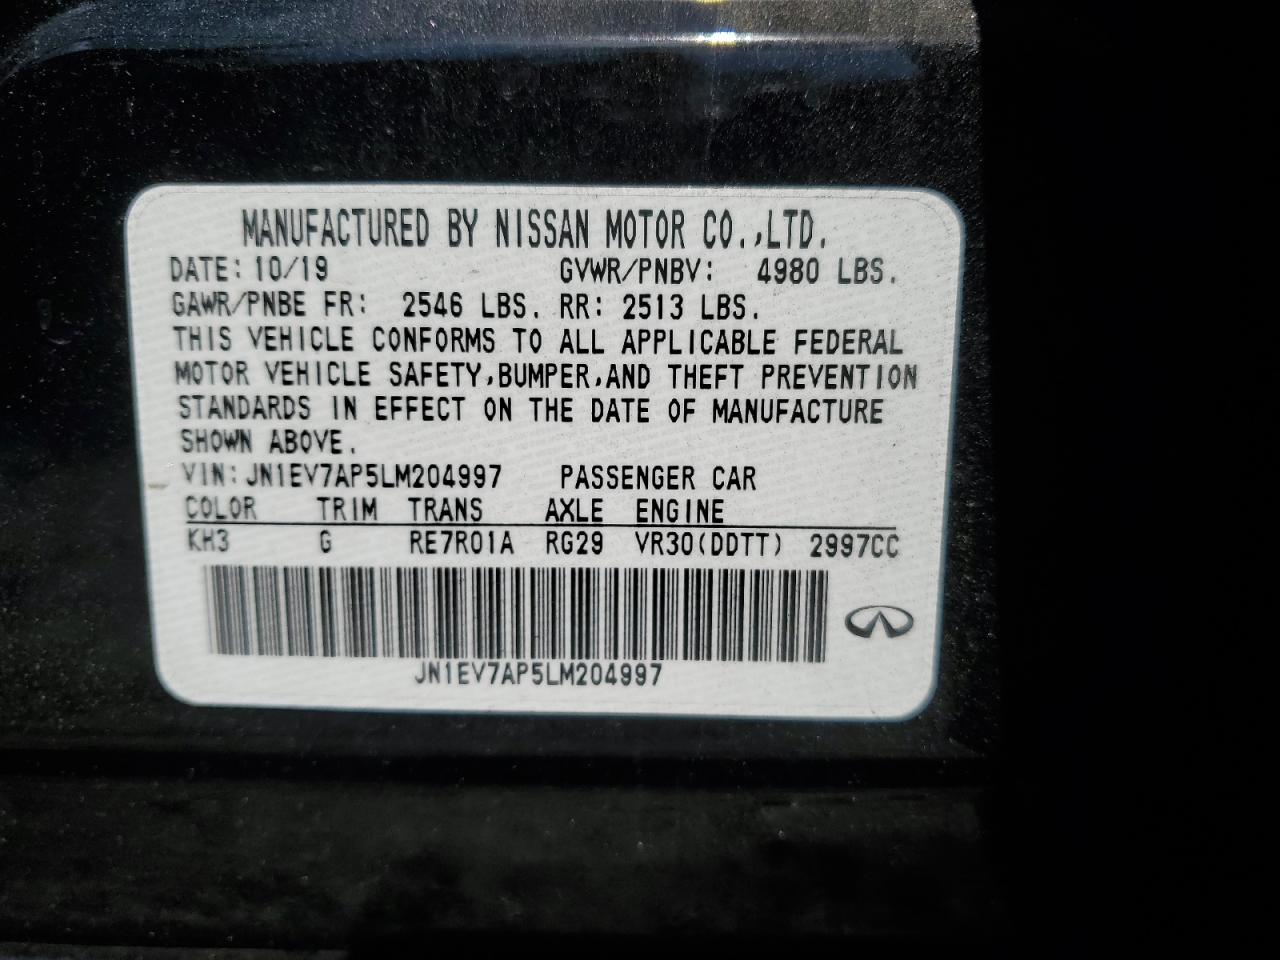 MANUFACTURED BY NISSAN MOTOR CO.,LTD.
DATE: 10/19 GVWR/PNBV: 4980 LBS.
GAWR/PNBE FR: 2546 LBS. RR: 2513 LBS.
THIS VEHICLE CONFORMS TO ALL APPLICABLE FEDERAL
MOTOR VEHICLE SAFETY,BUMPER,AND THEFT PREVENTION
STANDARDS IN EFFECT ON THE DATE OF MANUFACTURE
SHOWN ABOVE.
VIN: JN1EV7AP5LM204997 PASSENGER CAR
COLOR TRIM TRANS AXLE ENGINE
KH3 G RE7R01A RG29 VR30(DDTT) 2997CC
JN1EV7AP5LM204997